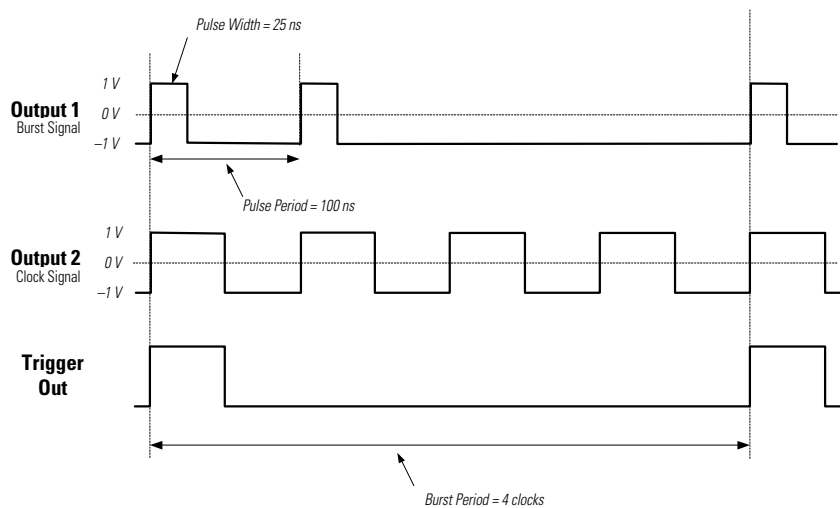 Pulse Width = 25 ns
1 V
Output 1
0 V
Burst Signal
–1 V
Pulse Period = 100 ns
1 V
Output 2
0 V
Clock Signal
–1 V
Trigger
Out
Burst Period = 4 clocks